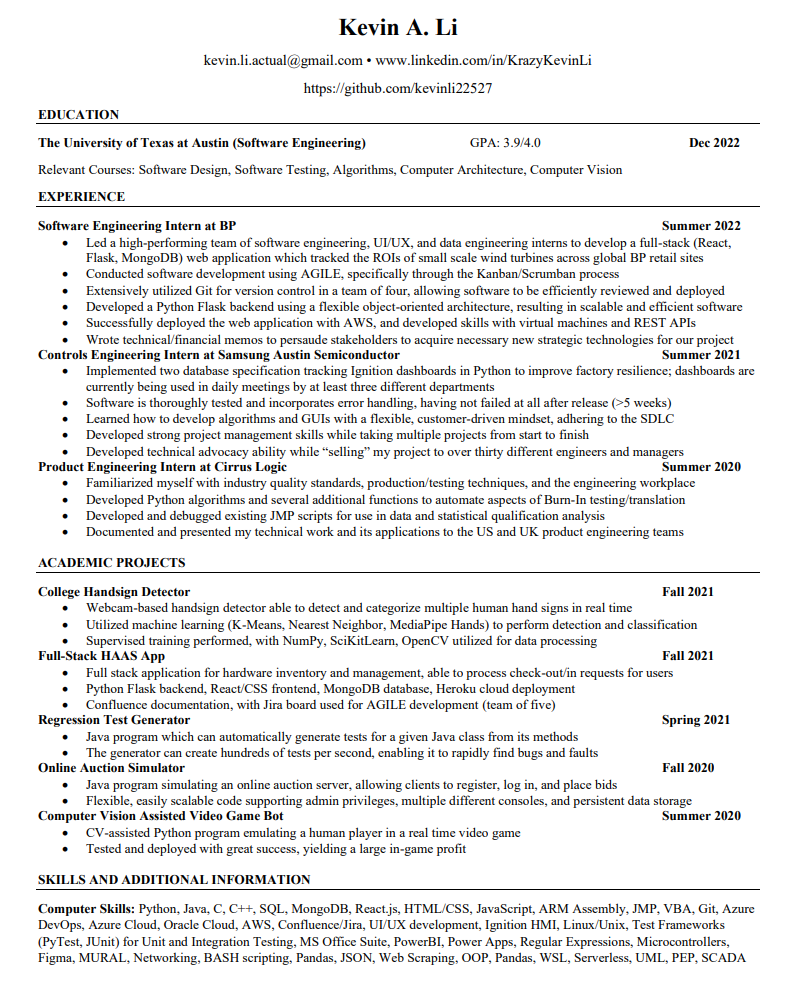 Kevin A. Li
kevin.li.actual@gmail.com • www.linkedin.com/in/KrazyKevinLi
https://github.com/kevinli22527
EDUCATION
The University of Texas at Austin (Software Engineering) GPA: 3.9/4.0 Dec 2022
Relevant Courses: Software Design, Software Testing, Algorithms, Computer Architecture, Computer Vision
EXPERIENCE
Software Engineering Intern at BP Summer 2022
• Led a high-performing team of software engineering, UI/UX, and data engineering interns to develop a full-stack (React,
Flask, MongoDB) web application which tracked the ROIs of small scale wind turbines across global BP retail sites
• Conducted software development using AGILE, specifically through the Kanban/Scrumban process
• Extensively utilized Git for version control in a team of four, allowing software to be efficiently reviewed and deployed
• Developed a Python Flask backend using a flexible object-oriented architecture, resulting in scalable and efficient software
• Successfully deployed the web application with AWS, and developed skills with virtual machines and REST APIs
• Wrote technical/financial memos to persaude stakeholders to acquire necessary new strategic technologies for our project
Controls Engineering Intern at Samsung Austin Semiconductor Summer 2021
• Implemented two database specification tracking Ignition dashboards in Python to improve factory resilience; dashboards are
currently being used in daily meetings by at least three different departments
• Software is thoroughly tested and incorporates error handling, having not failed at all after release (>5 weeks)
• Learned how to develop algorithms and GUIs with a flexible, customer-driven mindset, adhering to the SDLC
• Developed strong project management skills while taking multiple projects from start to finish
• Developed technical advocacy ability while “selling” my project to over thirty different engineers and managers
Product Engineering Intern at Cirrus Logic Summer 2020
• Familiarized myself with industry quality standards, production/testing techniques, and the engineering workplace
• Developed Python algorithms and several additional functions to automate aspects of Burn-In testing/translation
• Developed and debugged existing JMP scripts for use in data and statistical qualification analysis
• Documented and presented my technical work and its applications to the US and UK product engineering teams
ACADEMIC PROJECTS
College Handsign Detector Fall 2021
• Webcam-based handsign detector able to detect and categorize multiple human hand signs in real time
• Utilized machine learning (K-Means, Nearest Neighbor, MediaPipe Hands) to perform detection and classification
• Supervised training performed, with NumPy, SciKitLearn, OpenCV utilized for data processing
Full-Stack HAAS App Fall 2021
• Full stack application for hardware inventory and management, able to process check-out/in requests for users
• Python Flask backend, React/CSS frontend, MongoDB database, Heroku cloud deployment
• Confluence documentation, with Jira board used for AGILE development (team of five)
Regression Test Generator Spring 2021
• Java program which can automatically generate tests for a given Java class from its methods
• The generator can create hundreds of tests per second, enabling it to rapidly find bugs and faults
Online Auction Simulator Fall 2020
• Java program simulating an online auction server, allowing clients to register, log in, and place bids
• Flexible, easily scalable code supporting admin privileges, multiple different consoles, and persistent data storage
Computer Vision Assisted Video Game Bot Summer 2020
• CV-assisted Python program emulating a human player in a real time video game
• Tested and deployed with great success, yielding a large in-game profit
SKILLS AND ADDITIONAL INFORMATION
Computer Skills: Python, Java, C, C++, SQL, MongoDB, React.js, HTML/CSS, JavaScript, ARM Assembly, JMP, VBA, Git, Azure
DevOps, Azure Cloud, Oracle Cloud, AWS, Confluence/Jira, UI/UX development, Ignition HMI, Linux/Unix, Test Frameworks
(PyTest, JUnit) for Unit and Integration Testing, MS Office Suite, PowerBI, Power Apps, Regular Expressions, Microcontrollers,
Figma, MURAL, Networking, BASH scripting, Pandas, JSON, Web Scraping, OOP, Pandas, WSL, Serverless, UML, PEP, SCADA